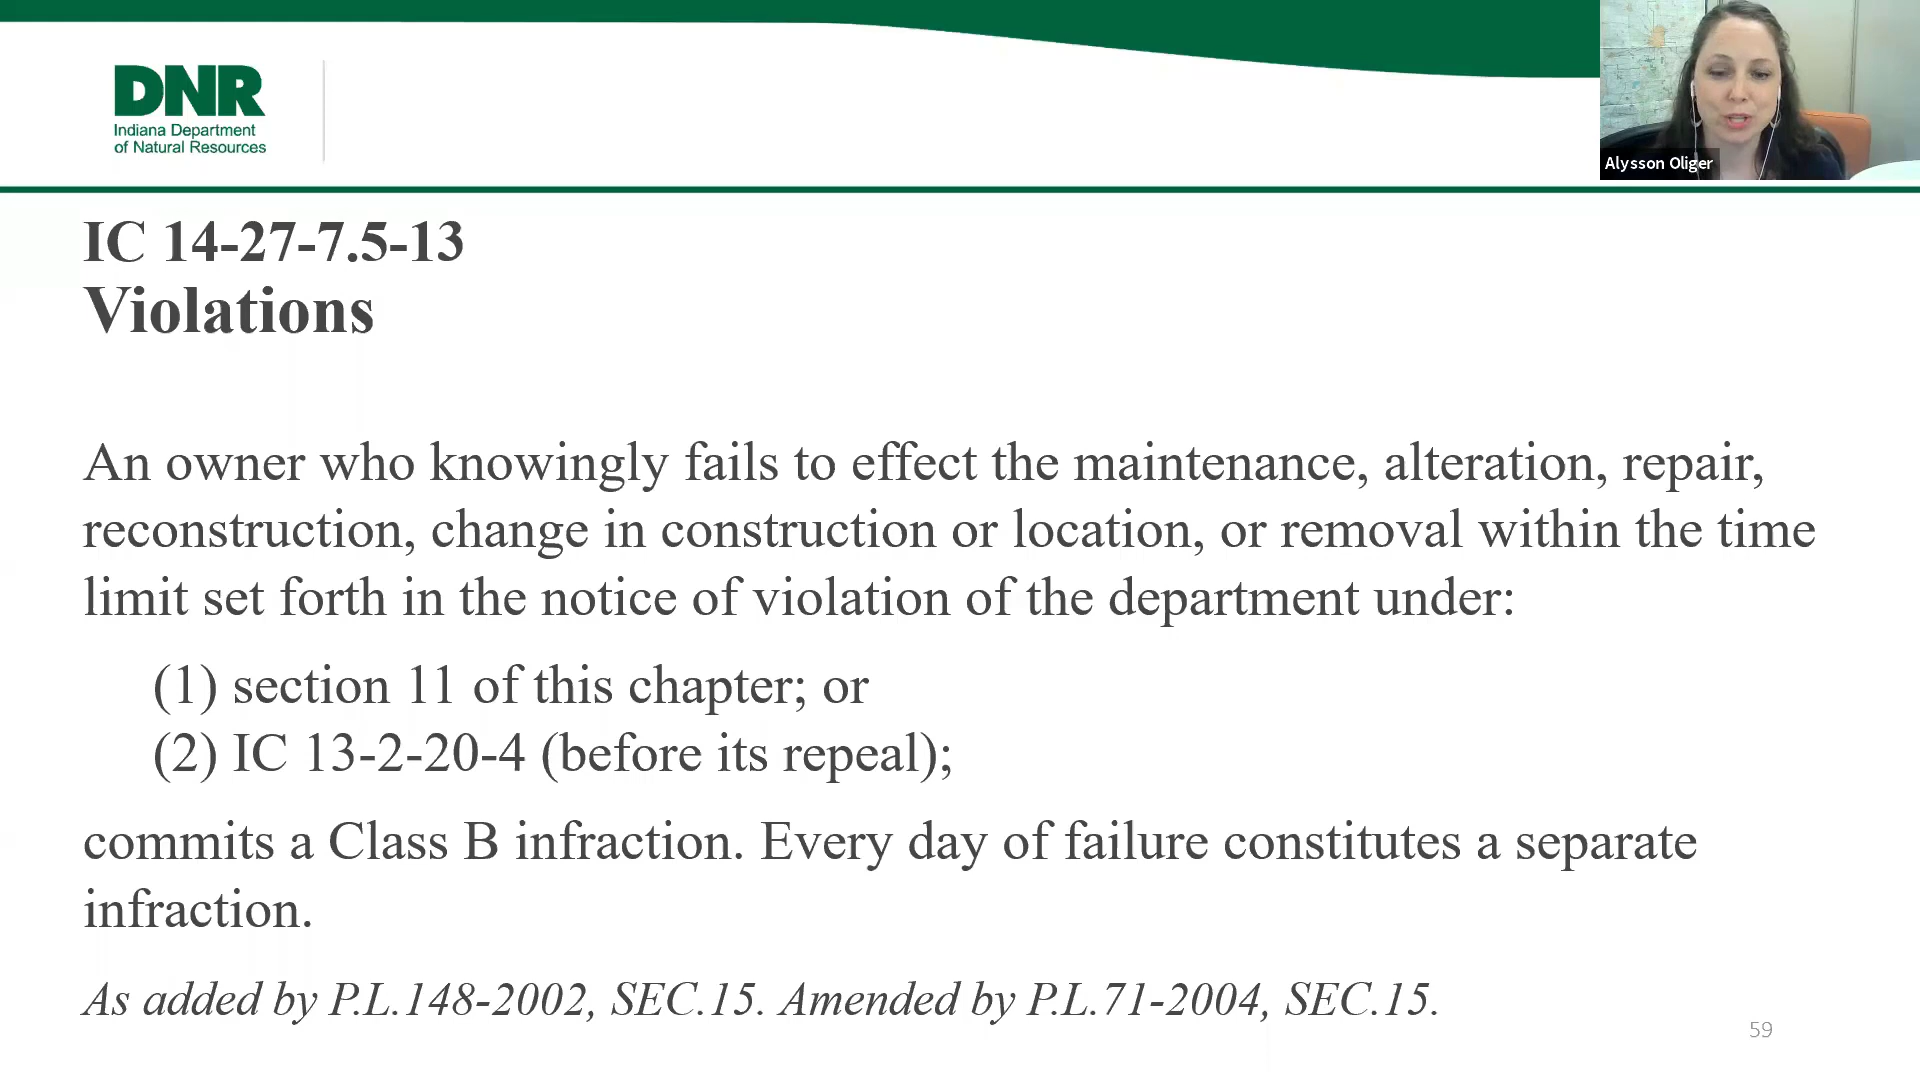 DNR
Indiana Department
of Natural Resources
Alysson Oliger
IC 14-27-7.5-13
Violations
An owner who knowingly fails to effect the maintenance, alteration, repair,
reconstruction, change in construction or location, or removal within the time
limit set forth in the notice of violation of the department under:
(1) section 11 of this chapter; or
(2) IC 13-2-20-4 (before its repeal);
commits a Class B infraction. Every day of failure constitutes a separate
infraction.
As added by P.L.148-2002, SEC.15. Amended by P.L.71-2004, SEC.15.
59